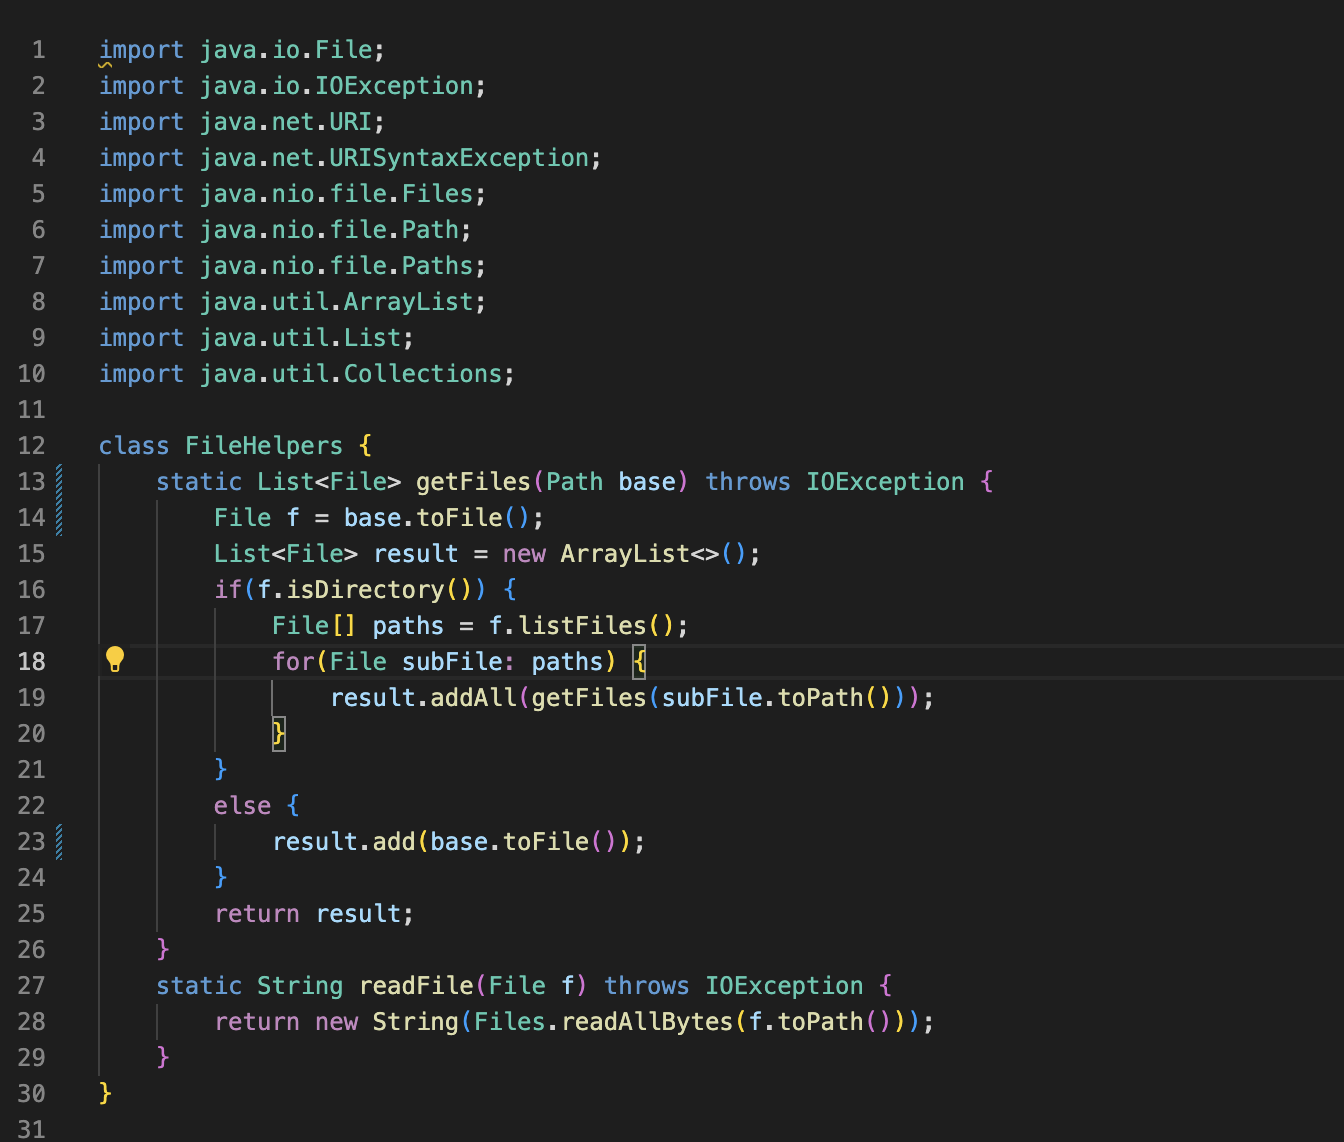 1 import java.io.File;
2 import java.io.IOException;
3 import java.net.URI;
4 import java.net.URISyntaxException;
5 import java.nio.file.Files;
6 import java.nio.file.Path;
7 import java.nio.file.Paths;
8 import java.util.ArrayList;
9 import java.util.List;
10 import java.util.Collections;
11
12 class FileHelpers {
13     static List<File> getFiles(Path base) throws IOException {
14         File f = base.toFile();
15         List<File> result = new ArrayList<>();
16         if(f.isDirectory()) {
17             File[] paths = f.listFiles();
18             for(File subFile: paths) {
19                 result.addAll(getFiles(subFile.toPath()));
20             }
21         }
22         else {
23             result.add(base.toFile());
24         }
25         return result;
26     }
27     static String readFile(File f) throws IOException {
28         return new String(Files.readAllBytes(f.toPath()));
29     }
30 }
31